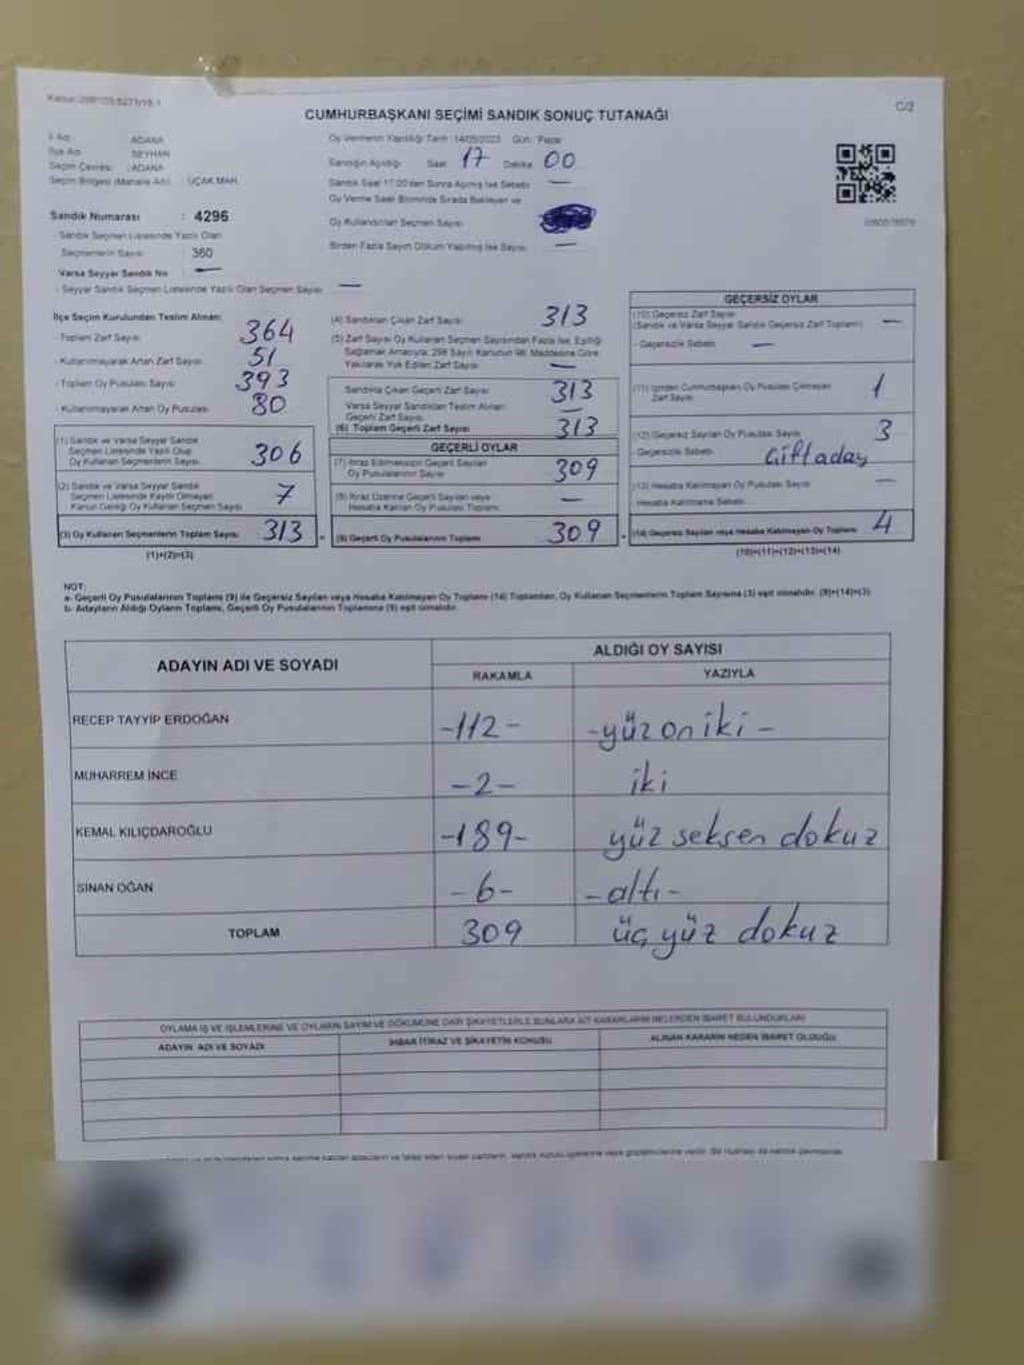 C/2
CUMHURBAŞKANI SEÇİMİ SANDIK SONUÇ TUTANAĞI
İl Adı : ADANA
İlçe Adı : SEYHAN
Seçim Çevresi : ADANA
Seçim Bölgesi (Mahalle Adı) : UÇAK MAH.
Sandık Numarası : 4296
- Sandık Seçmen Listesinde Yazılı Olan
Seçmenlerin Sayısı : 360
Varsa Seyyar Sandık No : —
- Seyyar Sandık Seçmen Listesinde Yazılı Olan Seçmen Sayısı —
Oy Vermenin Yapıldığı Tarih : 14/05/2023 Gün : Pazar
Sandığın Açıldığı Saat 17 Dakika 00
Sandık Saat 17.00'den Sonra Açılmış İse Sebebi —
Oy Verme Saati Bitiminde Sırada Bekleyen ve
Oy Kullandırılan Seçmen Sayısı
Birden Fazla Sayım Döküm Yapılmış İse Sayısı —
İlçe Seçim Kurulundan Teslim Alınan:
- Toplam Zarf Sayısı 364
- Kullanılmayarak Artan Zarf Sayısı 51
- Toplam Oy Pusulası Sayısı 393
- Kullanılmayarak Artan Oy Pusulası 80
(1) Sandık ve Varsa Seyyar Sandık
Seçmen Listesinde Yazılı Olup
Oy Kullanan Seçmenlerin Sayısı 306
(2) Sandık ve Varsa Seyyar Sandık
Seçmen Listesinde Kayıtlı Olmayan
Kanun Gereği Oy Kullanan Seçmen Sayısı 7
(3) Oy Kullanan Seçmenlerin Toplam Sayısı 313
(1)+(2)=(3)
(4) Sandıktan Çıkan Zarf Sayısı 313
(5) Zarf Sayısı Oy Kullanan Seçmen Sayısından Fazla İse, Eşitliği
Sağlamak Amacıyla, 298 Sayılı Kanunun 98. Maddesine Göre
Yakılarak Yok Edilen Zarf Sayısı —
Sandıkta Çıkan Geçerli Zarf Sayısı 313
Varsa Seyyar Sandıktan Teslim Alınan
Geçerli Zarf Sayısı —
(6) Toplam Geçerli Zarf Sayısı 313
GEÇERLİ OYLAR
(7) İtiraz Edilmeksizin Geçerli Sayılan
Oy Pusulalarının Sayısı 309
(8) İtiraz Üzerine Geçerli Sayılan veya
Hesaba Katılan Oy Pusulası Toplamı —
(9) Geçerli Oy Pusulalarının Toplamı 309
GEÇERSİZ OYLAR
(10) Geçersiz Zarf Sayısı
(Sandık ve Varsa Seyyar Sandık Geçersiz Zarf Toplamı) —
- Geçersizlik Sebebi —
(11) İçinden Cumhurbaşkanı Oy Pusulası Çıkmayan
Zarf Sayısı 1
(12) Geçersiz Sayılan Oy Pusulası Sayısı 3
- Geçersizlik Sebebi Çift aday
(13) Hesaba Katılmayan Oy Pusulası Sayısı —
Hesaba Katılmama Sebebi
(14) Geçersiz Sayılan veya Hesaba Katılmayan Oy Toplamı 4
(10)+(11)+(12)+(13)=(14)
NOT:
a- Geçerli Oy Pusulalarının Toplamı (9) ile Geçersiz Sayılan veya Hesaba Katılmayan Oy Toplamı (14) Toplamları, Oy Kullanan Seçmenlerin Toplam Sayısına (3) eşit olmalıdır. (9)+(14)=(3)
b- Adayların Aldığı Oyların Toplamı, Geçerli Oy Pusulalarının Toplamına (9) eşit olmalıdır.
ADAYIN ADI VE SOYADI
ALDIĞI OY SAYISI
RAKAMLA YAZIYLA
RECEP TAYYİP ERDOĞAN -112- -yüz on iki-
MUHARREM İNCE -2- iki
KEMAL KILIÇDAROĞLU -189- yüz seksen dokuz
SİNAN OĞAN -6- -altı-
TOPLAM 309 üç yüz dokuz
OYLAMA İŞ VE İŞLEMLERİNE VE OYLARIN SAYIM VE DÖKÜMÜNE DAİR ŞİKAYETLERLE BUNLARA AİT KARARLARIN NELERDEN İBARET BULUNDUKLARI
ADAYIN ADI VE SOYADI İHBAR İTİRAZ VE ŞİKAYETİN KONUSU ALINAN KARARIN NEDEN İBARET OLDUĞU